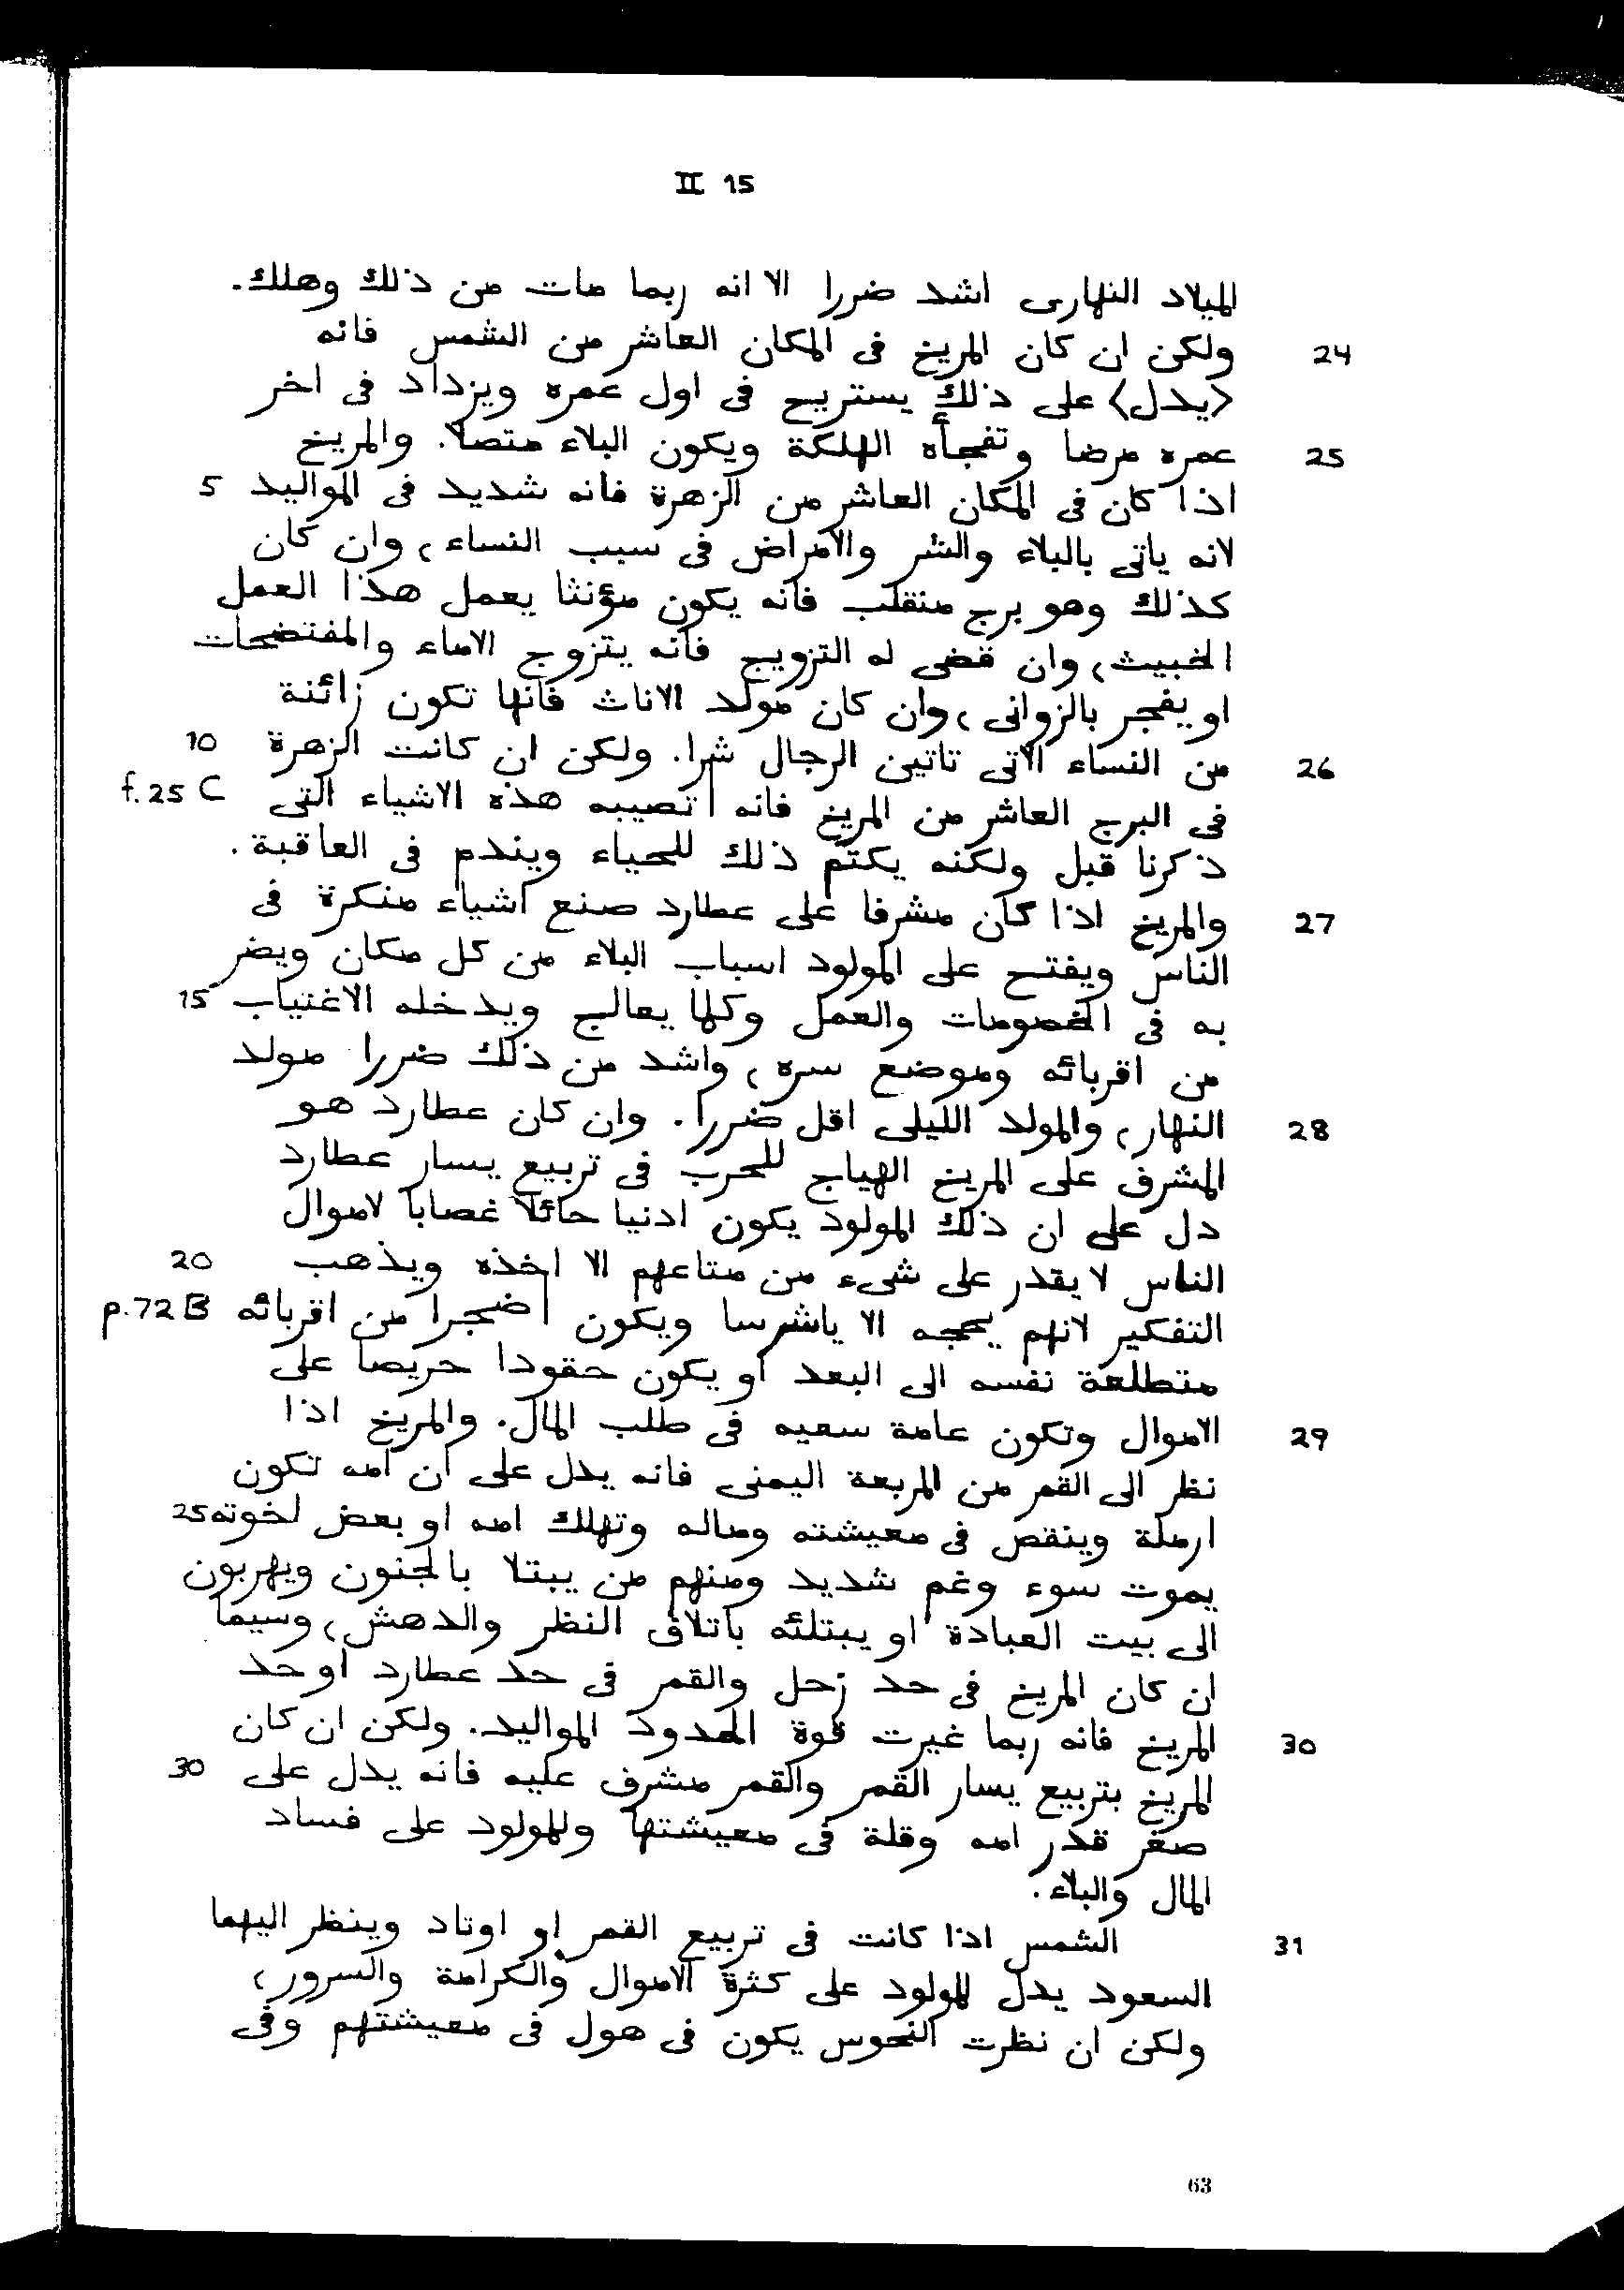 II 15
الميلاد النهارى اشد ضررا الا انه ربما مات من ذلك وهلك.
24 ولكن ان كان المريخ فى المكان العاشر من الشمس فانه
<يدل> على ذلك يستريح فى اول عمره ويزداد فى اخر
25 عمره مرضا وتفجأه الهلكة ويكون البلاء متصلا. والمريخ
اذا كان فى المكان العاشر من الزهرة فانه شديد فى المواليد 5
لانه ياتى بالبلاء والشر والامراض فى سبب النساء، وان كان
كذلك وهو برج منقلب فانه يكون مؤنثا يعمل هذا العمل
الخبيث، وان قضى له التزويج فانه يتزوج الاماء والمفتضحات
او يفجر بالزوانى، وان كان مولد الاناث فانها تكون زائنة
26 من النساء الاتى تاتين الرجال شرا. ولكن ان كانت الزهرة 10
فى البرج العاشر من المريخ فانه | تصيبه هذه الاشياء التى f.25 C
ذكرنا قبل ولكنه يكتم ذلك للحياء ويندم فى العاقبة.
27 والمريخ اذا كان مشرفا على عطارد صنع اشياء منكرة فى
الناس ويفتح على المولود اسباب البلاء من كل مكان ويضر
به فى الخصومات والعمل وكلما يعالج ويدخله الاغتياب 15
من اقربائه وموضع سره، واشد من ذلك ضررا مولد
28 النهار، والمولد الليلى اقل ضررا. وان كان عطارد هو
المشرف على المريخ الهياج للحرب فى تربيع يسار عطارد
دل على ان ذلك المولود يكون ادنيا حائلا غصابا لاموال
الناس لا يقدر على شىء من متاعهم الا اخذه ويذهب 20
التفكير لانهم يحجه الا ياشرسا ويكون | ضجرا من اقربائه p.72 B
متطلعة نفسه الى البعد او يكون حقودا حريصا على
29 الاموال وتكون عامة سعيه فى طلب المال. والمريخ اذا
نظر الى القمر من المربعة اليمنى فانه يدل على ان امه تكون
ارملة وينقص فى معيشته وماله وتهلك امه او بعض لخوته 25
يموت سوء وغم شديد ومنهم من يبتلا بالجنون ويهربون
الى بيت العبادة او يبتلئه باتلاق النظر والدهش، وسيما
ان كان المريخ فى حد زحل والقمر فى حد عطارد او حد
30 المريخ فانه ربما غيرت قوة الحدود المواليد. ولكن ان كان
المريخ بتربيع يسار القمر والقمر مشرف عليه فانه يدل على 30
صغر قدر امه وقلة فى معيشتها وللمولود على فساد
المال والبلاء.
31 الشمس اذا كانت فى تربيع القمر او اوتاد وينظر اليهما
السعود يدل للمولود على كثرة الاموال والكرامة والسرور،
ولكن ان نظرت النحوس يكون فى هول فى معيشتهم وفى
63